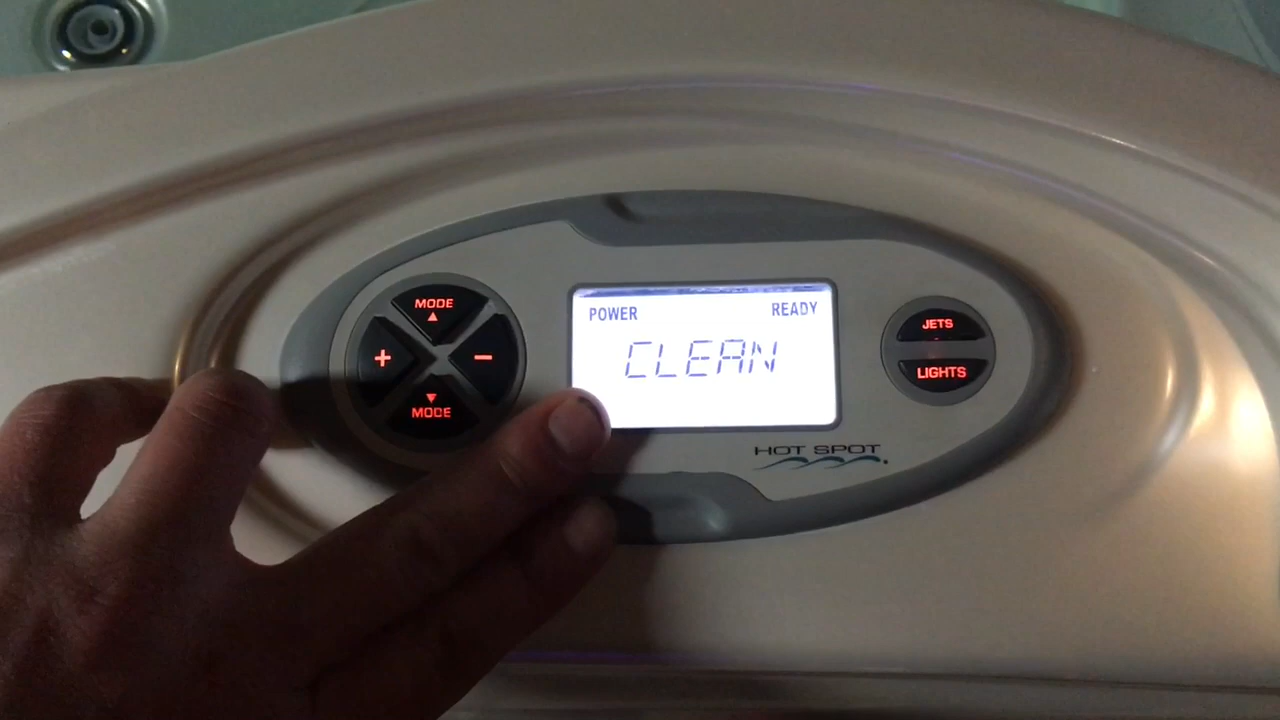 MODE
+
−
MODE
POWER READY
CLEAN
HOT SPOT
JETS
LIGHTS